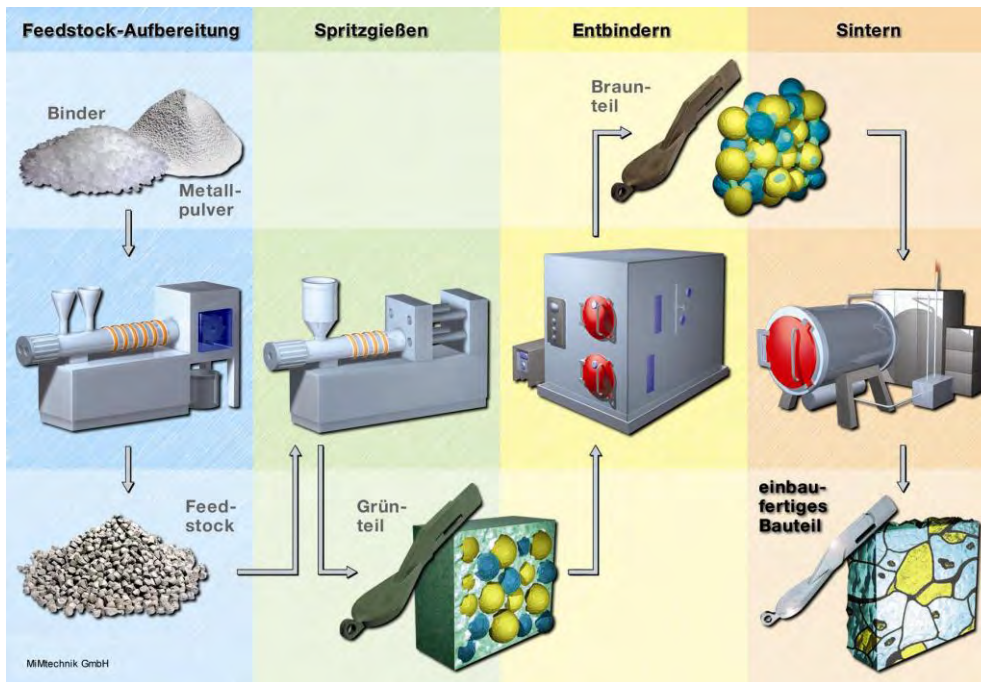 Feedstock-Aufbereitung
Spritzgießen
Entbindern
Sintern
Binder
Metall-
pulver
Feed-
stock
Grün-
teil
Braun-
teil
einbau-
fertiges
Bauteil
MiMtechnik GmbH